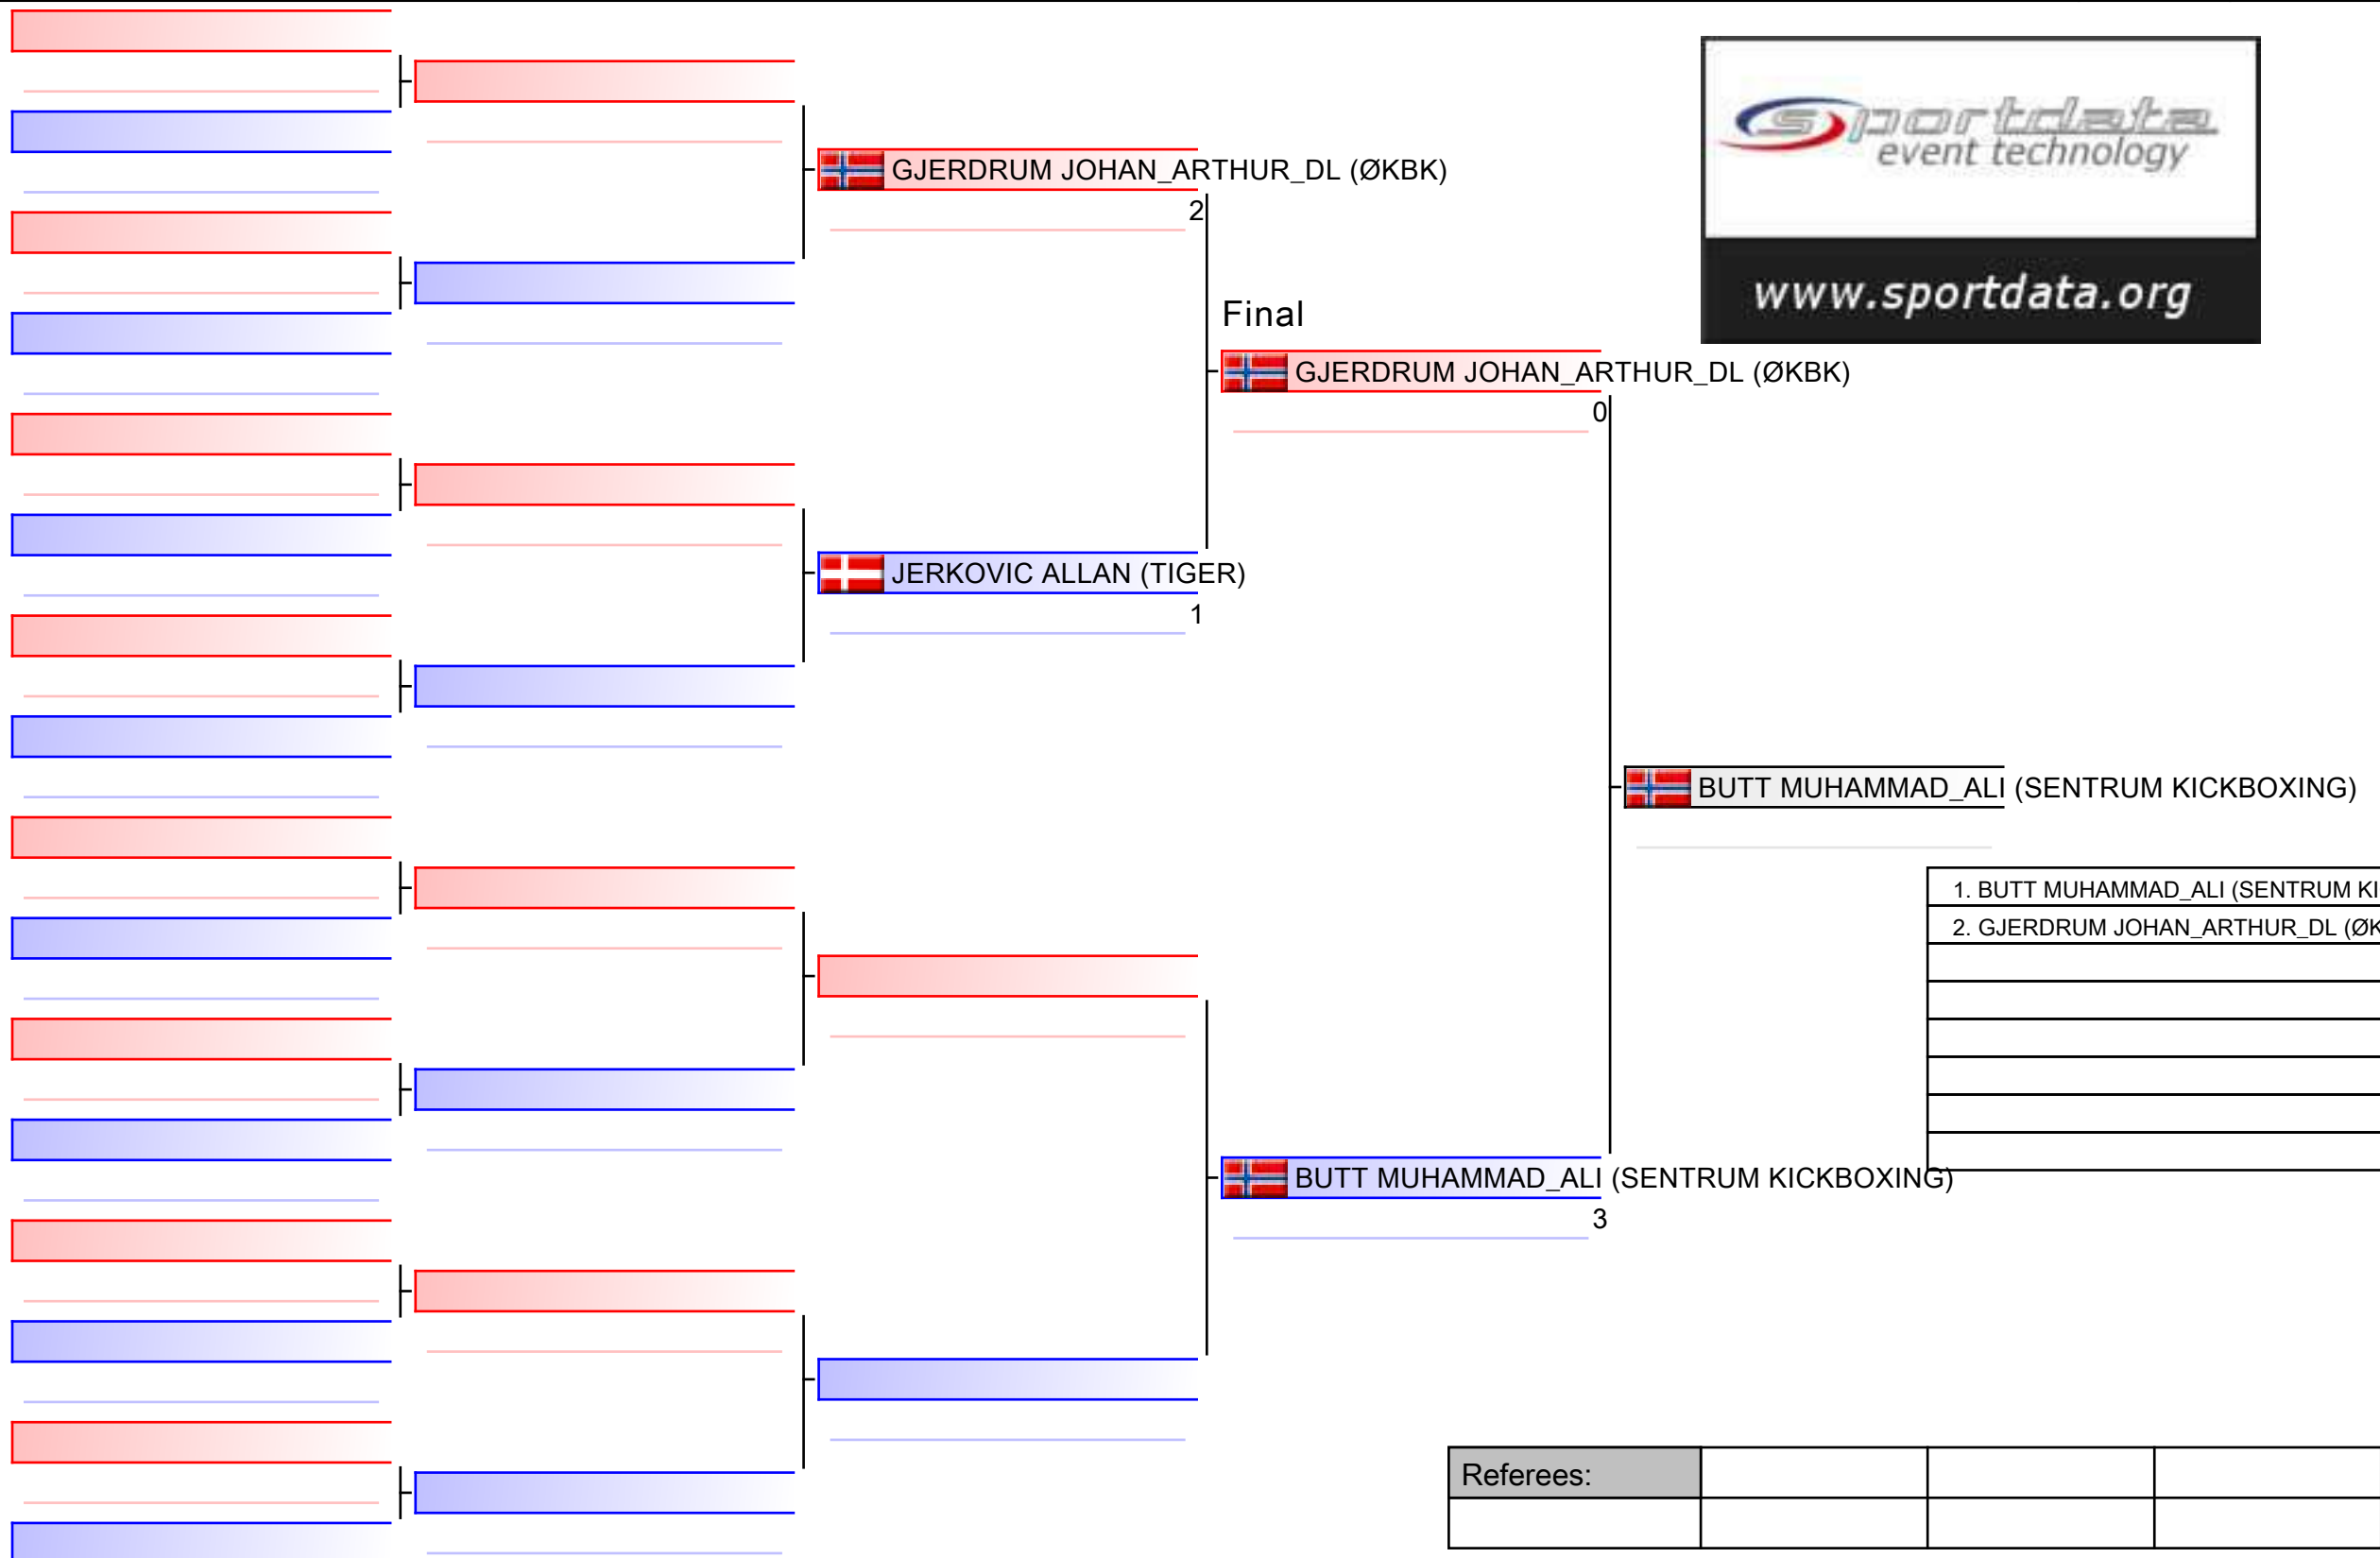 sportdata
event technology
www.sportdata.org
GJERDRUM JOHAN_ARTHUR_DL (ØKBK)
2
Final
GJERDRUM JOHAN_ARTHUR_DL (ØKBK)
0
JERKOVIC ALLAN (TIGER)
1
BUTT MUHAMMAD_ALI (SENTRUM KICKBOXING)
1. BUTT MUHAMMAD_ALI (SENTRUM KI
2. GJERDRUM JOHAN_ARTHUR_DL (ØK
BUTT MUHAMMAD_ALI (SENTRUM KICKBOXING)
3
Referees: